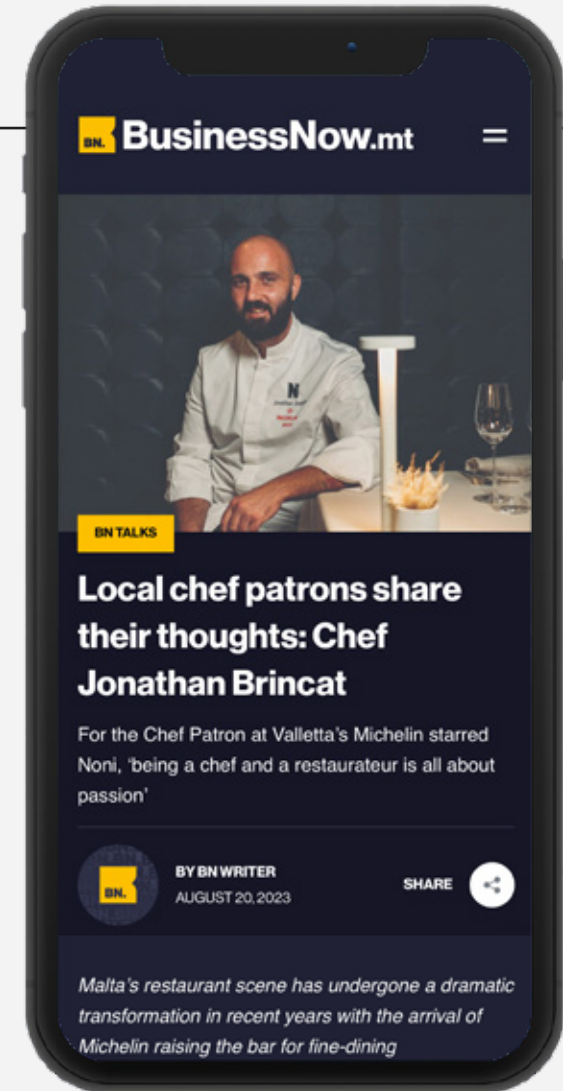 BN. BusinessNow.mt
N
BN TALKS
Local chef patrons share
their thoughts: Chef
Jonathan Brincat
For the Chef Patron at Valletta's Michelin starred
Noni, 'being a chef and a restaurateur is all about
passion'
BN.
BY BN WRITER
AUGUST 20, 2023
SHARE
Malta's restaurant scene has undergone a dramatic
transformation in recent years with the arrival of
Michelin raising the bar for fine-dining